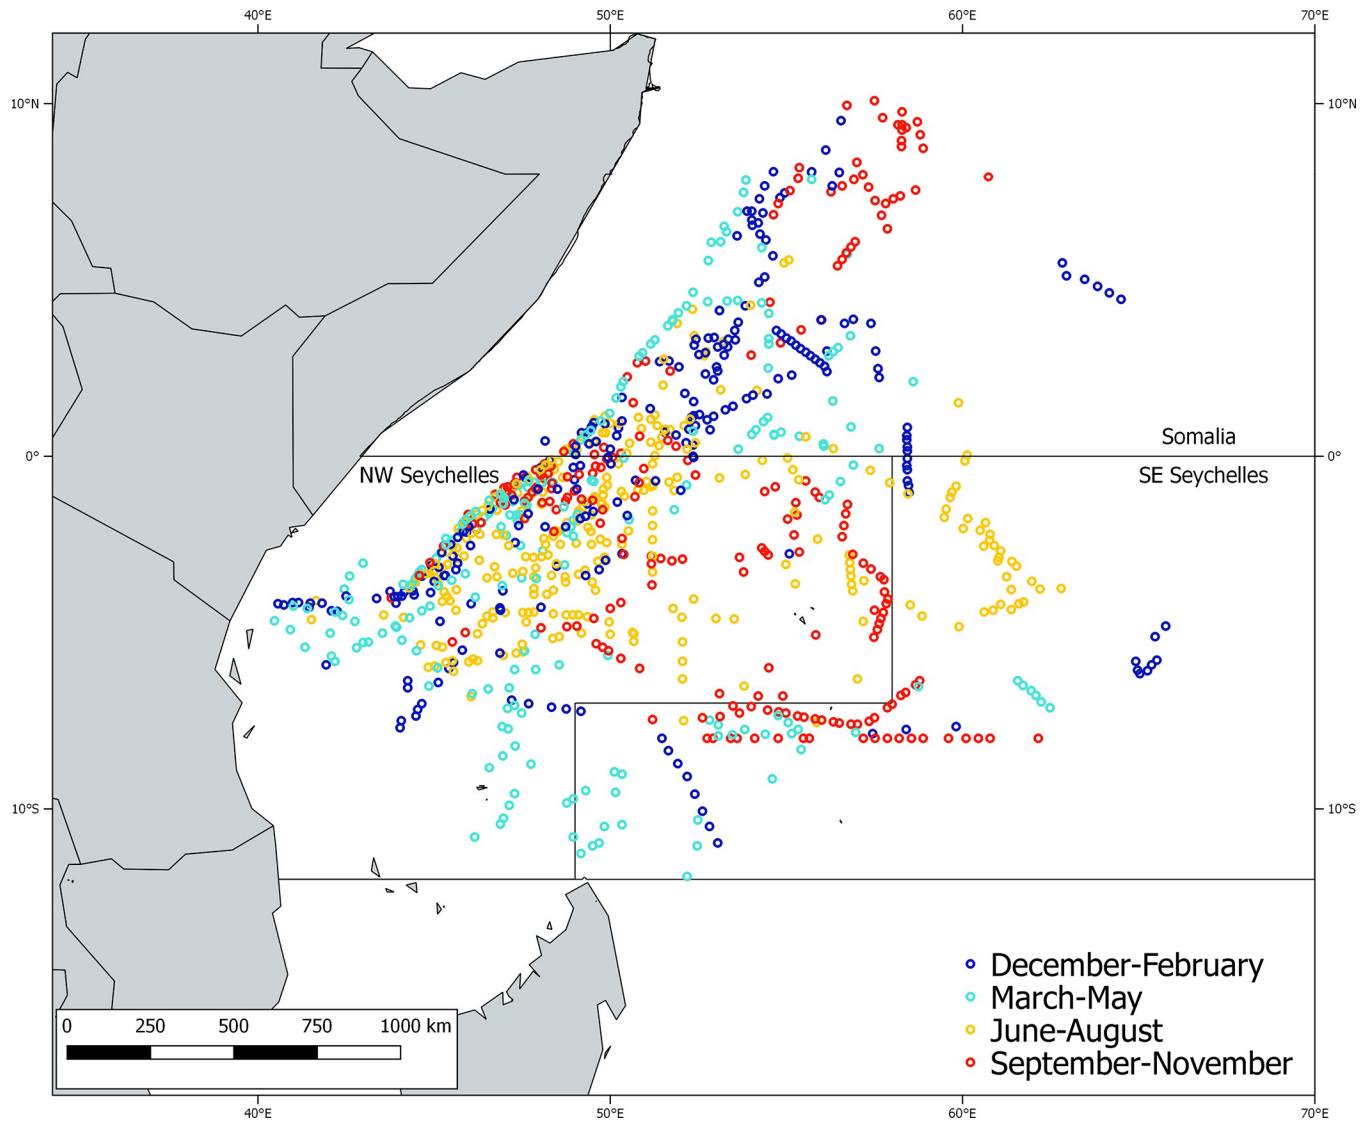 40°E 50°E 60°E 70°E
10°N 10°N
Somalia
0° 0°
NW Seychelles SE Seychelles
10°S 10°S
December-February
March-May
June-August
September-November
0 250 500 750 1000 km
40°E 50°E 60°E 70°E